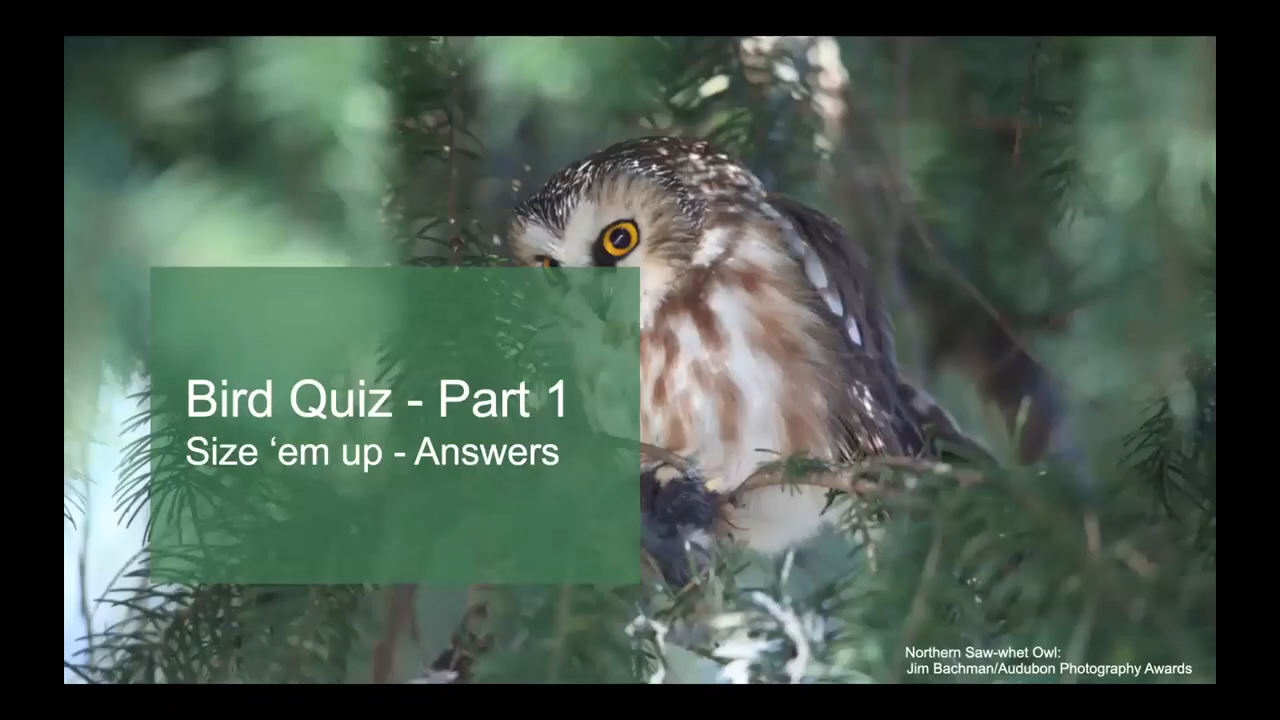 Bird Quiz - Part 1
Size ‘em up - Answers
Northern Saw-whet Owl:
Jim Bachman/Audubon Photography Awards